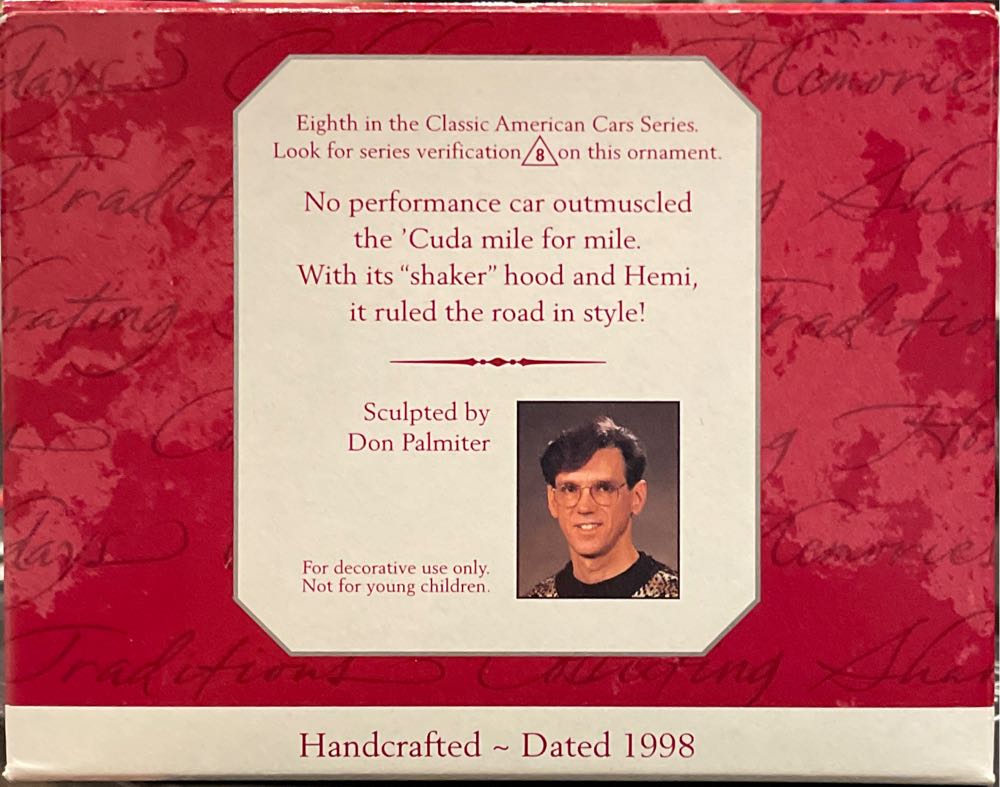 Eighth in the Classic American Cars Series.
Look for series verification 8 on this ornament.
No performance car outmuscled
the ’Cuda mile for mile.
With its “shaker” hood and Hemi,
it ruled the road in style!
Sculpted by
Don Palmiter
For decorative use only.
Not for young children.
Traditions Collecting
Handcrafted ~ Dated 1998